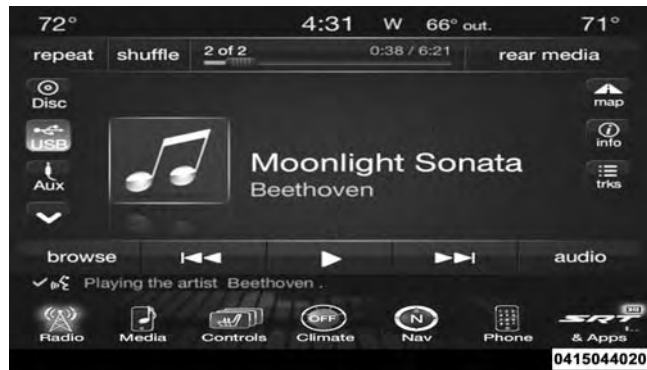 72° 4:31 W 66° out. 71°
repeat shuffle 2 of 2 0:38 / 6:21 rear media
Disc
map
USB
info
Aux
trks
Moonlight Sonata
Beethoven
browse audio
Playing the artist Beethoven .
OFF N SRT
Radio Media Controls Climate Nav Phone & Apps
0415044020